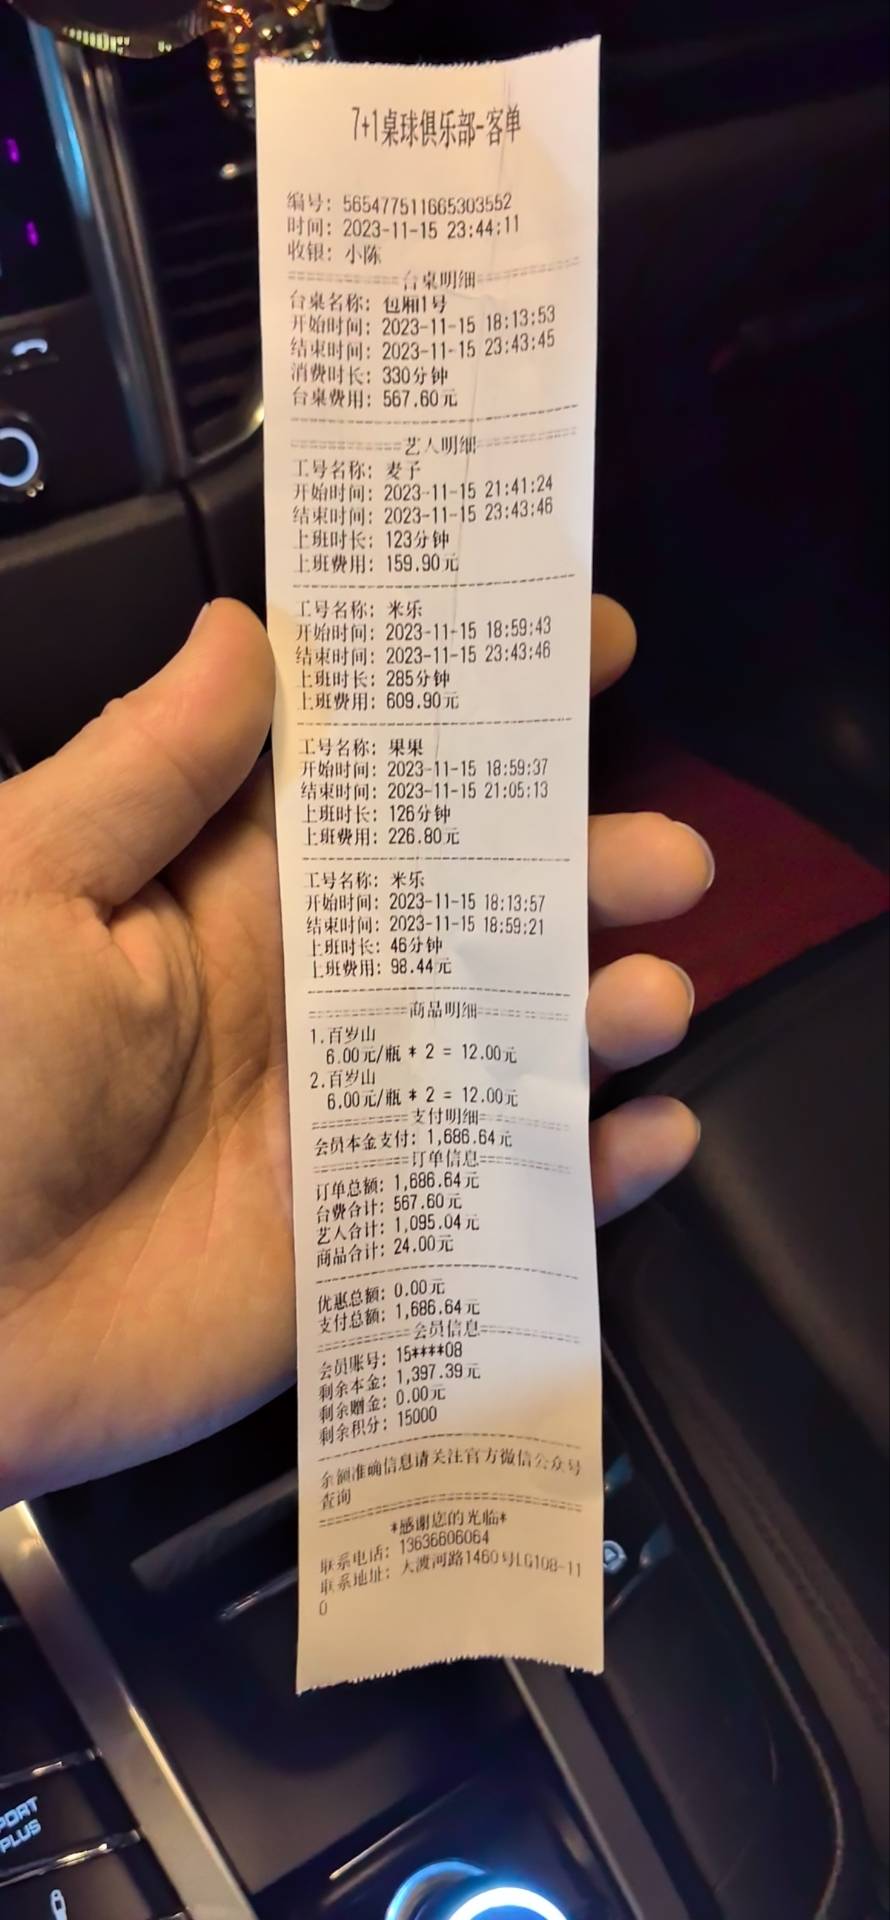 7+1桌球俱乐部-客单
编号: 565477511665303552
时间: 2023-11-15 23:44:11
收银: 小陈
============台桌明细============
台桌名称: 包厢1号
开始时间: 2023-11-15 18:13:53
结束时间: 2023-11-15 23:43:45
消费时长: 330分钟
台桌费用: 567.60元
--------------------------------
============艺人明细============
工号名称: 麦子
开始时间: 2023-11-15 21:41:24
结束时间: 2023-11-15 23:43:46
上班时长: 123分钟
上班费用: 159.90元
--------------------------------
工号名称: 米乐
开始时间: 2023-11-15 18:59:43
结束时间: 2023-11-15 23:43:46
上班时长: 285分钟
上班费用: 609.90元
--------------------------------
工号名称: 果果
开始时间: 2023-11-15 18:59:37
结束时间: 2023-11-15 21:05:13
上班时长: 126分钟
上班费用: 226.80元
--------------------------------
工号名称: 米乐
开始时间: 2023-11-15 18:13:57
结束时间: 2023-11-15 18:59:21
上班时长: 46分钟
上班费用: 98.44元
--------------------------------
============商品明细============
1.百岁山
6.00元/瓶 * 2 = 12.00元
2.百岁山
6.00元/瓶 * 2 = 12.00元
============支付明细============
会员本金支付: 1,686.64元
============订单信息============
订单总额: 1,686.64元
台费合计: 567.60元
艺人合计: 1,095.04元
商品合计: 24.00元
--------------------------------
优惠总额: 0.00元
支付总额: 1,686.64元
============会员信息============
会员账号: 15****08
剩余本金: 1,397.39元
剩余赠金: 0.00元
剩余积分: 15000
--------------------------------
余额准确信息请关注官方微信公众号
查询
================================
*感谢您的光临*
联系电话: 13636606064
联系地址: 大渡河路1460号LG108-11
0
PORT
PLUS